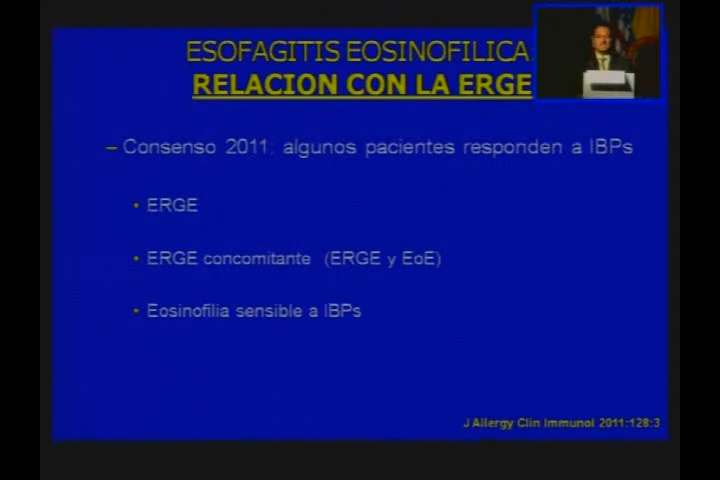 ESOFAGITIS EOSINOFILICA
RELACION CON LA ERGE
– Consenso 2011: algunos pacientes responden a IBPs
• ERGE
• ERGE concomitante (ERGE y EoE)
• Eosinofilia sensible a IBPs
J Allergy Clin Immunol 2011:128:3